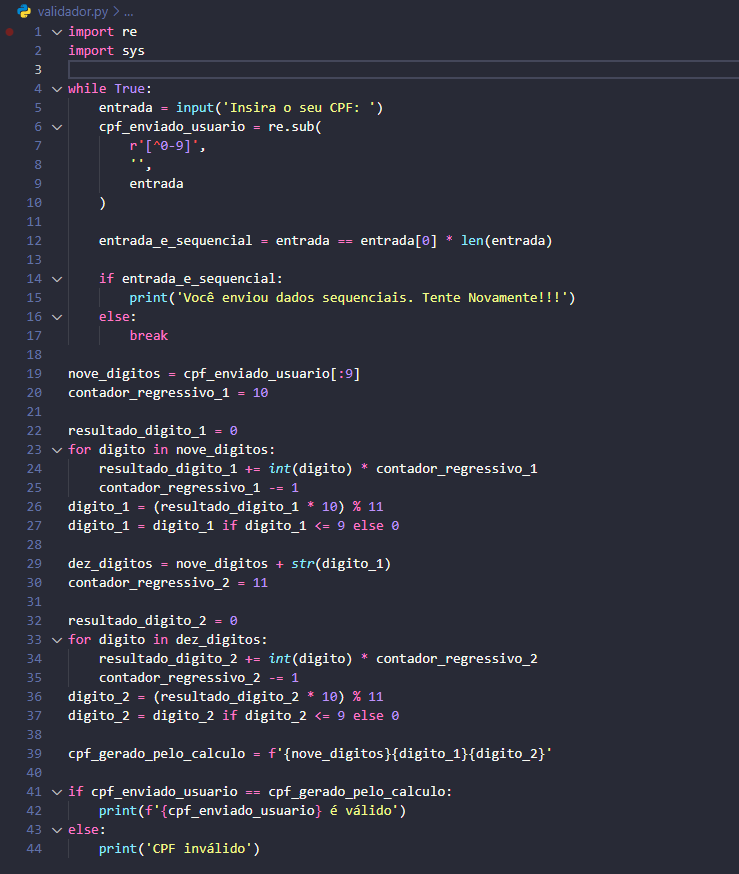 validador.py > ...
1 import re
2 import sys
3
4 while True:
5     entrada = input('Insira o seu CPF: ')
6     cpf_enviado_usuario = re.sub(
7         r'[^0-9]',
8         '',
9         entrada
10     )
11
12     entrada_e_sequencial = entrada == entrada[0] * len(entrada)
13
14     if entrada_e_sequencial:
15         print('Você enviou dados sequenciais. Tente Novamente!!!')
16     else:
17         break
18
19 nove_digitos = cpf_enviado_usuario[:9]
20 contador_regressivo_1 = 10
21
22 resultado_digito_1 = 0
23 for digito in nove_digitos:
24     resultado_digito_1 += int(digito) * contador_regressivo_1
25     contador_regressivo_1 -= 1
26 digito_1 = (resultado_digito_1 * 10) % 11
27 digito_1 = digito_1 if digito_1 <= 9 else 0
28
29 dez_digitos = nove_digitos + str(digito_1)
30 contador_regressivo_2 = 11
31
32 resultado_digito_2 = 0
33 for digito in dez_digitos:
34     resultado_digito_2 += int(digito) * contador_regressivo_2
35     contador_regressivo_2 -= 1
36 digito_2 = (resultado_digito_2 * 10) % 11
37 digito_2 = digito_2 if digito_2 <= 9 else 0
38
39 cpf_gerado_pelo_calculo = f'{nove_digitos}{digito_1}{digito_2}'
40
41 if cpf_enviado_usuario == cpf_gerado_pelo_calculo:
42     print(f'{cpf_enviado_usuario} é válido')
43 else:
44     print('CPF inválido')